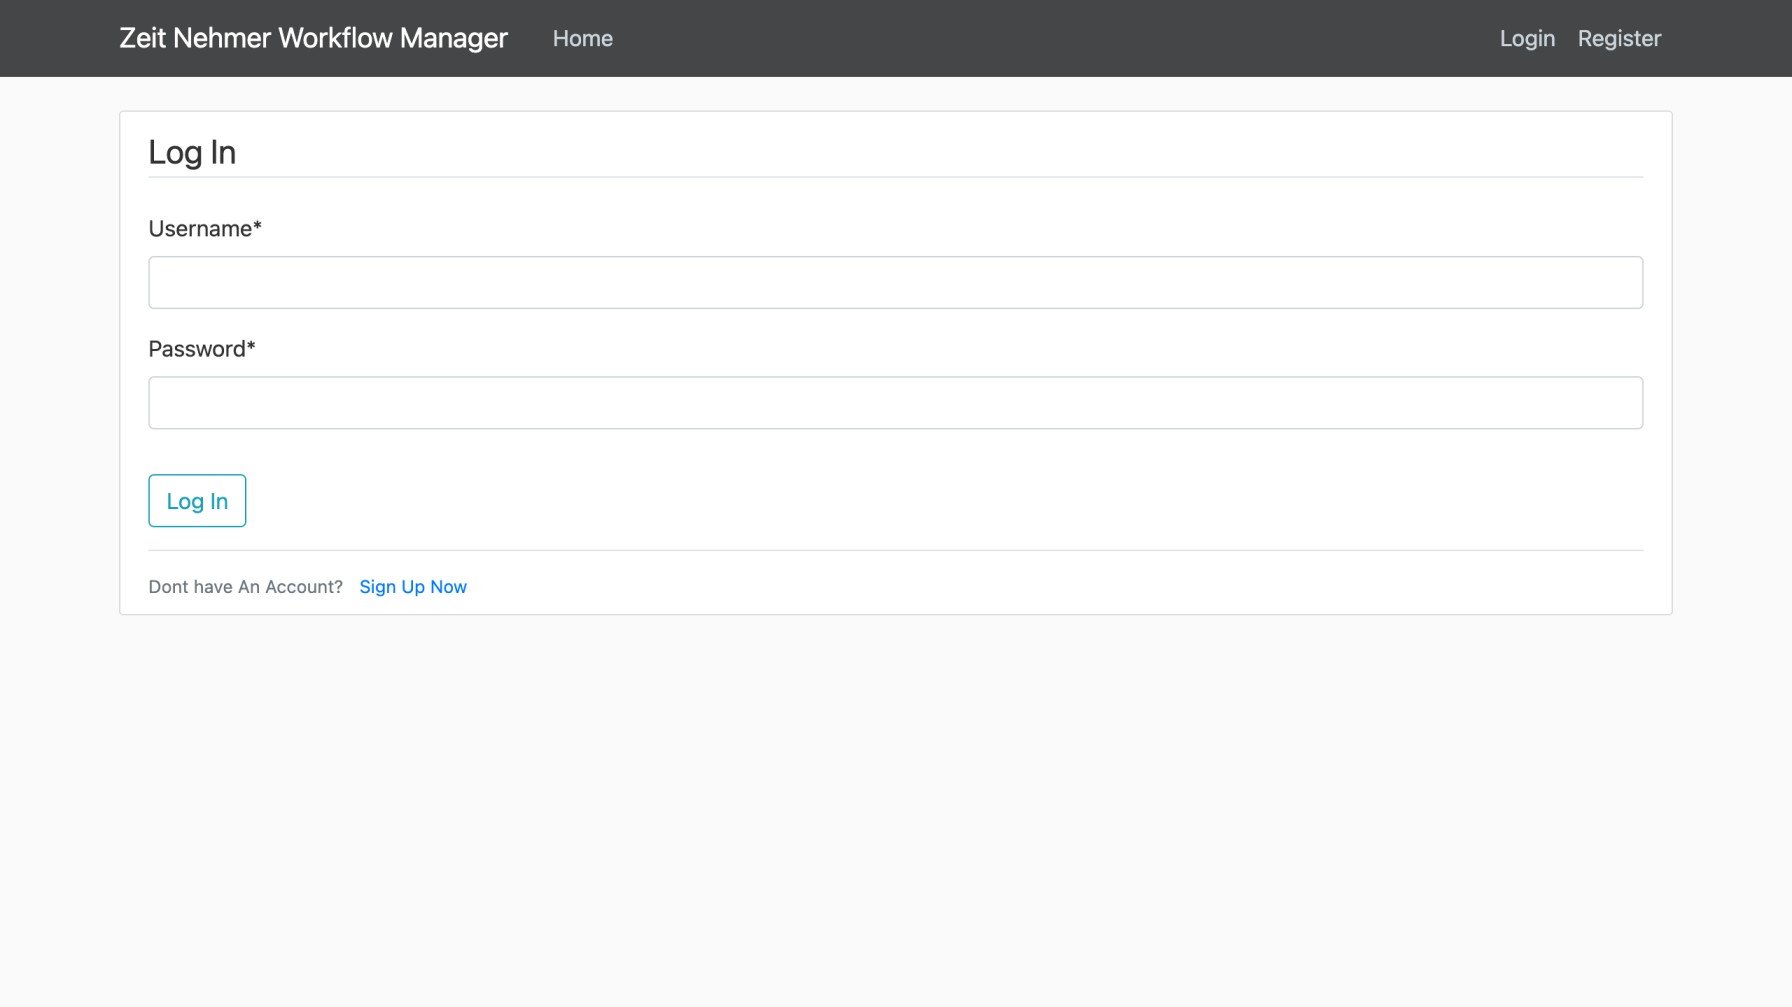 Zeit Nehmer Workflow Manager Home Login Register
Log In
Username*
Password*
Log In
Dont have An Account? Sign Up Now